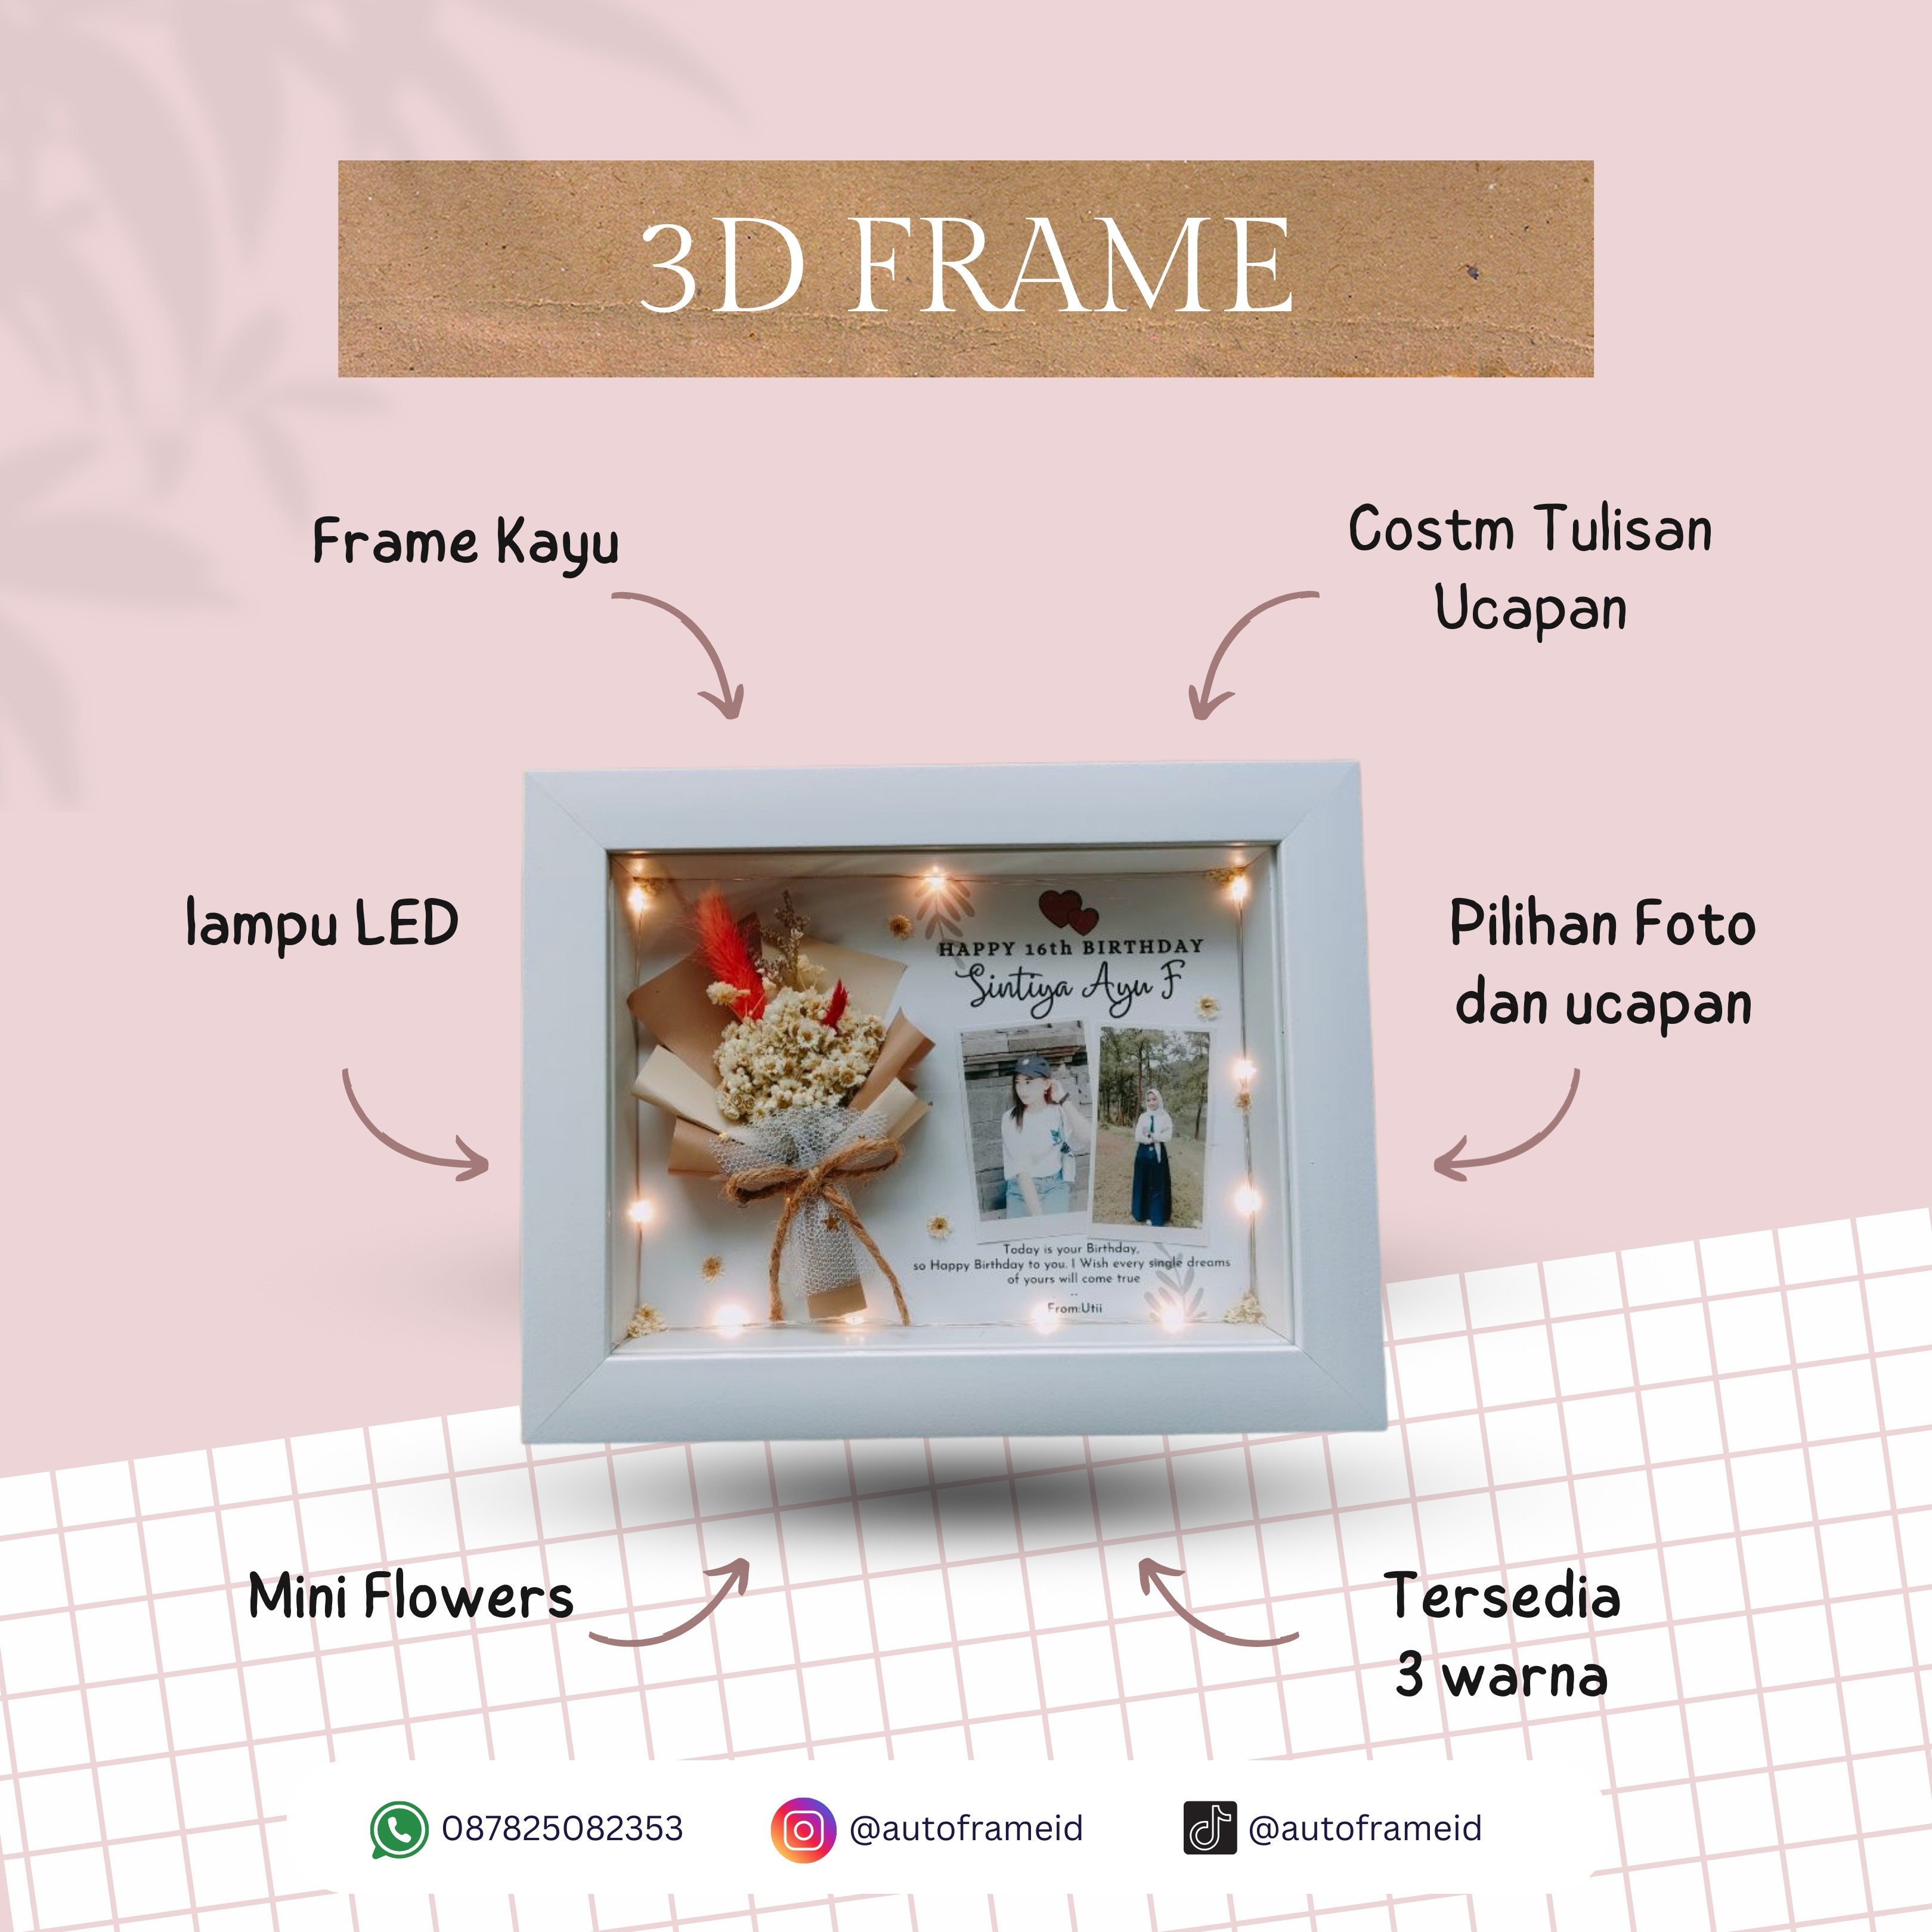 3D FRAME
Frame Kayu
Costm Tulisan
Ucapan
lampu LED
Pilihan Foto
dan ucapan
HAPPY 16th BIRTHDAY
Sintiya Ayu F
Today is your Birthday,
so Happy Birthday to you. I Wish every single dreams
of yours will come true
--
From:Utii
Mini Flowers
Tersedia
3 warna
087825082353
@autoframeid
@autoframeid